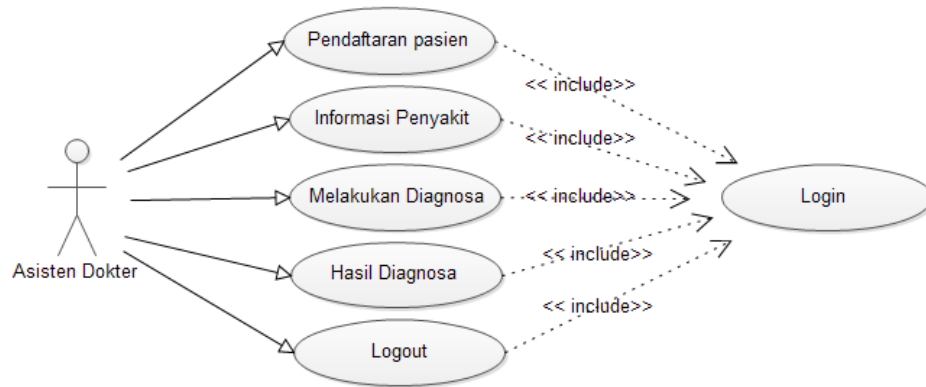 Pendaftaran pasien
<< include>>
Informasi Penyakit
<< include>>
Melakukan Diagnosa
<< include>>
Login
Asisten Dokter
Hasil Diagnosa
<< include>>
Logout
<< include>>